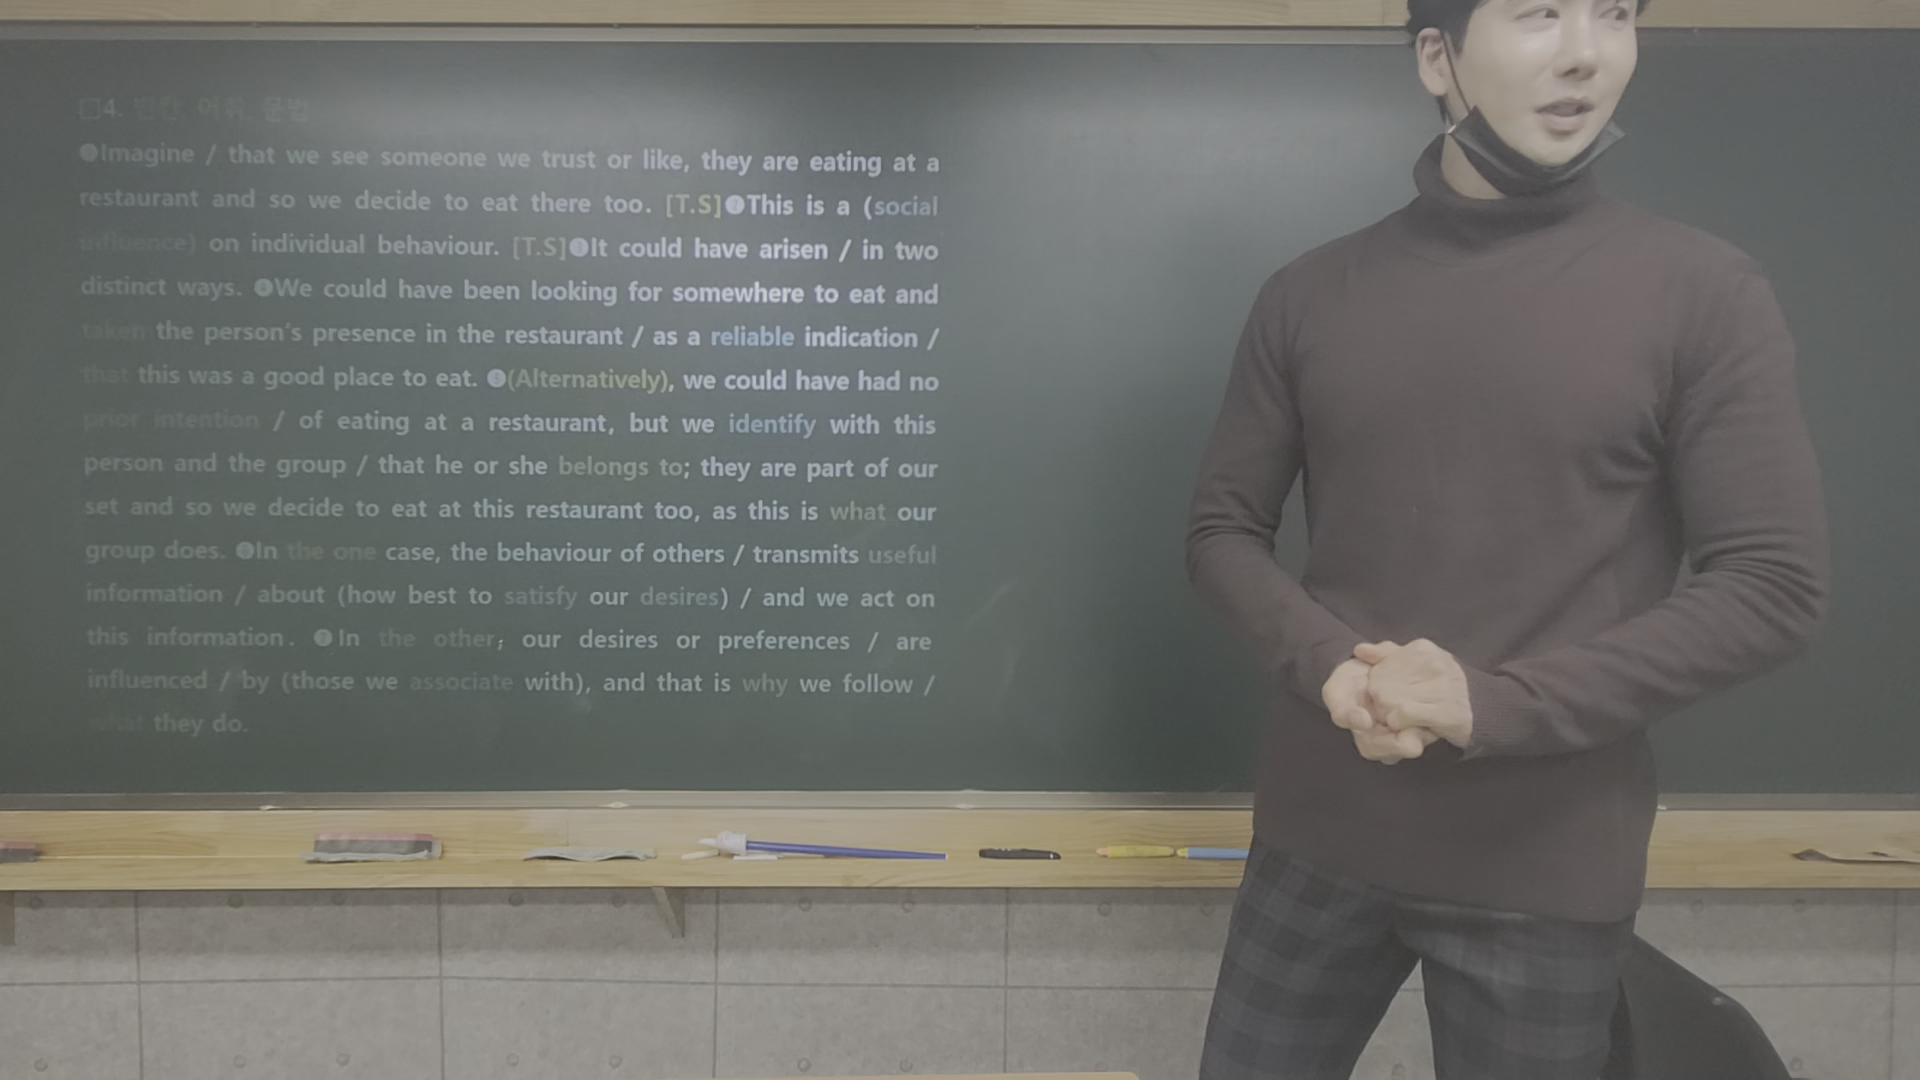 □4. 빈칸, 어휘, 문법
❶Imagine / that we see someone we trust or like, they are eating at a
restaurant and so we decide to eat there too. [T.S]❷This is a (social
influence) on individual behaviour. [T.S]❸It could have arisen / in two
distinct ways. ❹We could have been looking for somewhere to eat and
taken the person's presence in the restaurant / as a reliable indication /
that this was a good place to eat. ❺(Alternatively), we could have had no
prior intention / of eating at a restaurant, but we identify with this
person and the group / that he or she belongs to; they are part of our
set and so we decide to eat at this restaurant too, as this is what our
group does. ❻In the one case, the behaviour of others / transmits useful
information / about (how best to satisfy our desires) / and we act on
this information. ❼In the other, our desires or preferences / are
influenced / by (those we associate with), and that is why we follow /
what they do.